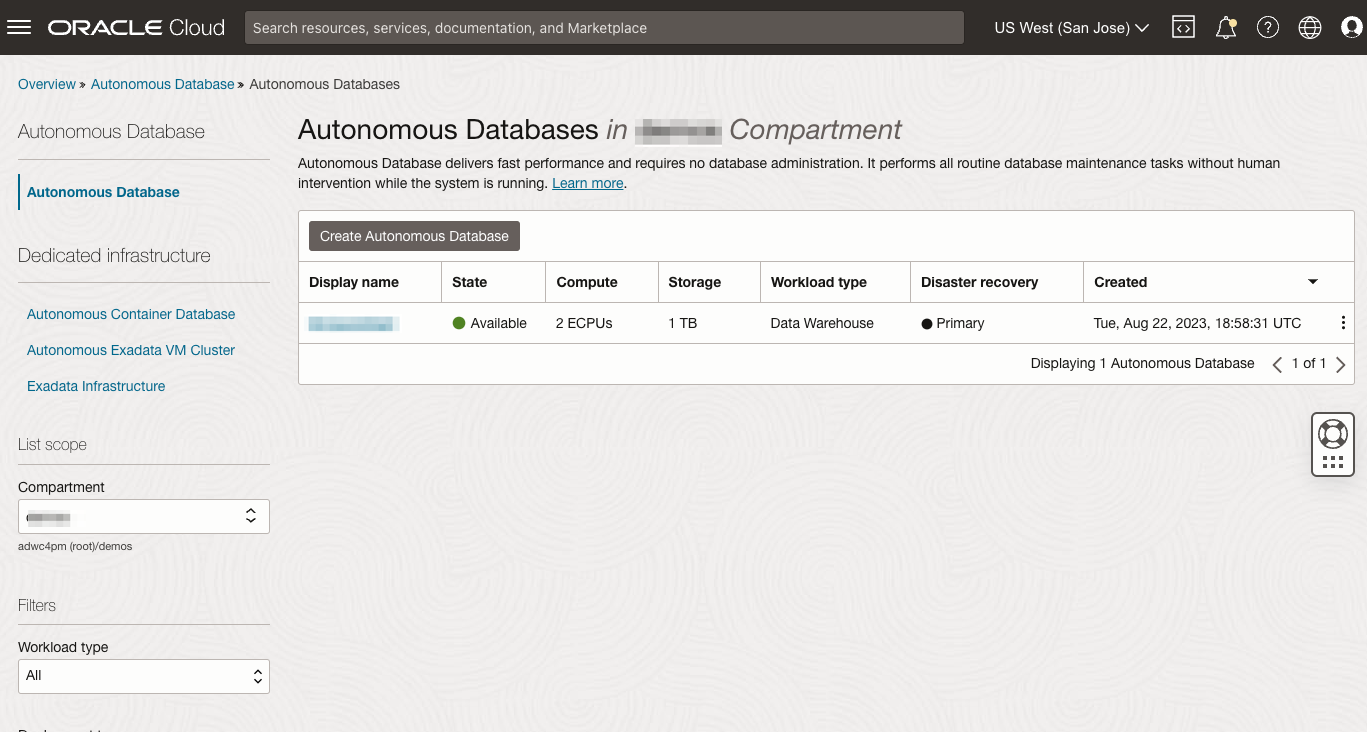 ORACLE Cloud
Search resources, services, documentation, and Marketplace
US West (San Jose)
Overview » Autonomous Database » Autonomous Databases
Autonomous Database
Autonomous Database
Dedicated infrastructure
Autonomous Container Database
Autonomous Exadata VM Cluster
Exadata Infrastructure
List scope
Compartment
adwc4pm (root)/demos
Filters
Workload type
All
Autonomous Databases in Compartment
Autonomous Database delivers fast performance and requires no database administration. It performs all routine database maintenance tasks without human
intervention while the system is running. Learn more.
Create Autonomous Database
Display name State Compute Storage Workload type Disaster recovery Created
Available 2 ECPUs 1 TB Data Warehouse Primary Tue, Aug 22, 2023, 18:58:31 UTC
Displaying 1 Autonomous Database 1 of 1